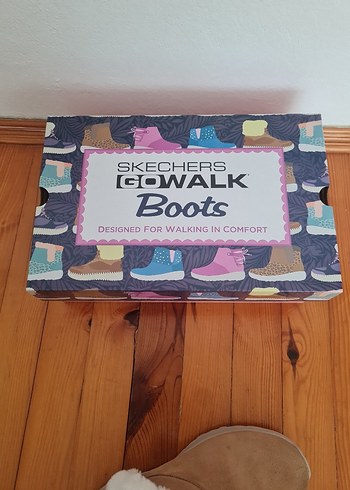 SKECHERS
GOWALK
Boots
DESIGNED FOR WALKING IN COMFORT